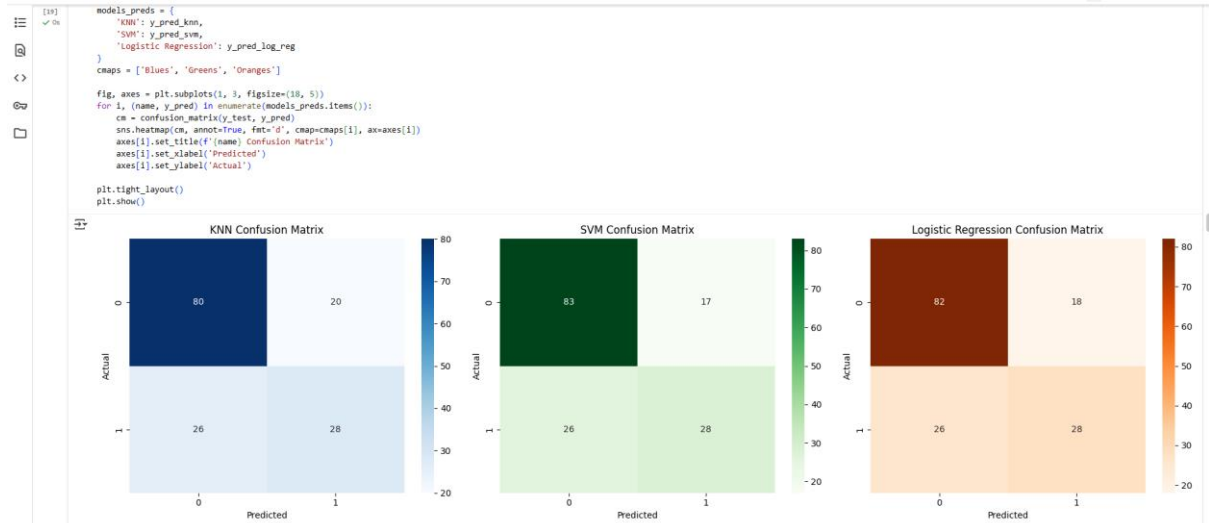 [18]
0s
models_preds = {
'KNN': y_pred_knn,
'SVM': y_pred_svm,
'Logistic Regression': y_pred_log_reg
}
cmaps = ['Blues', 'Greens', 'Oranges']
fig, axes = plt.subplots(1, 3, figsize=(18, 5))
for i, (name, y_pred) in enumerate(models_preds.items()):
cm = confusion_matrix(y_test, y_pred)
sns.heatmap(cm, annot=True, fmt='d', cmap=cmaps[i], ax=axes[i])
axes[i].set_title(f'{name} Confusion Matrix')
axes[i].set_xlabel('Predicted')
axes[i].set_ylabel('Actual')
plt.tight_layout()
plt.show()
KNN Confusion Matrix
Actual
0
1
80 20
26 28
0 1
Predicted
80
70
60
50
40
30
20
SVM Confusion Matrix
Actual
0
1
83 17
26 28
0 1
Predicted
80
70
60
50
40
30
20
Logistic Regression Confusion Matrix
Actual
0
1
82 18
26 28
0 1
Predicted
80
70
60
50
40
30
20